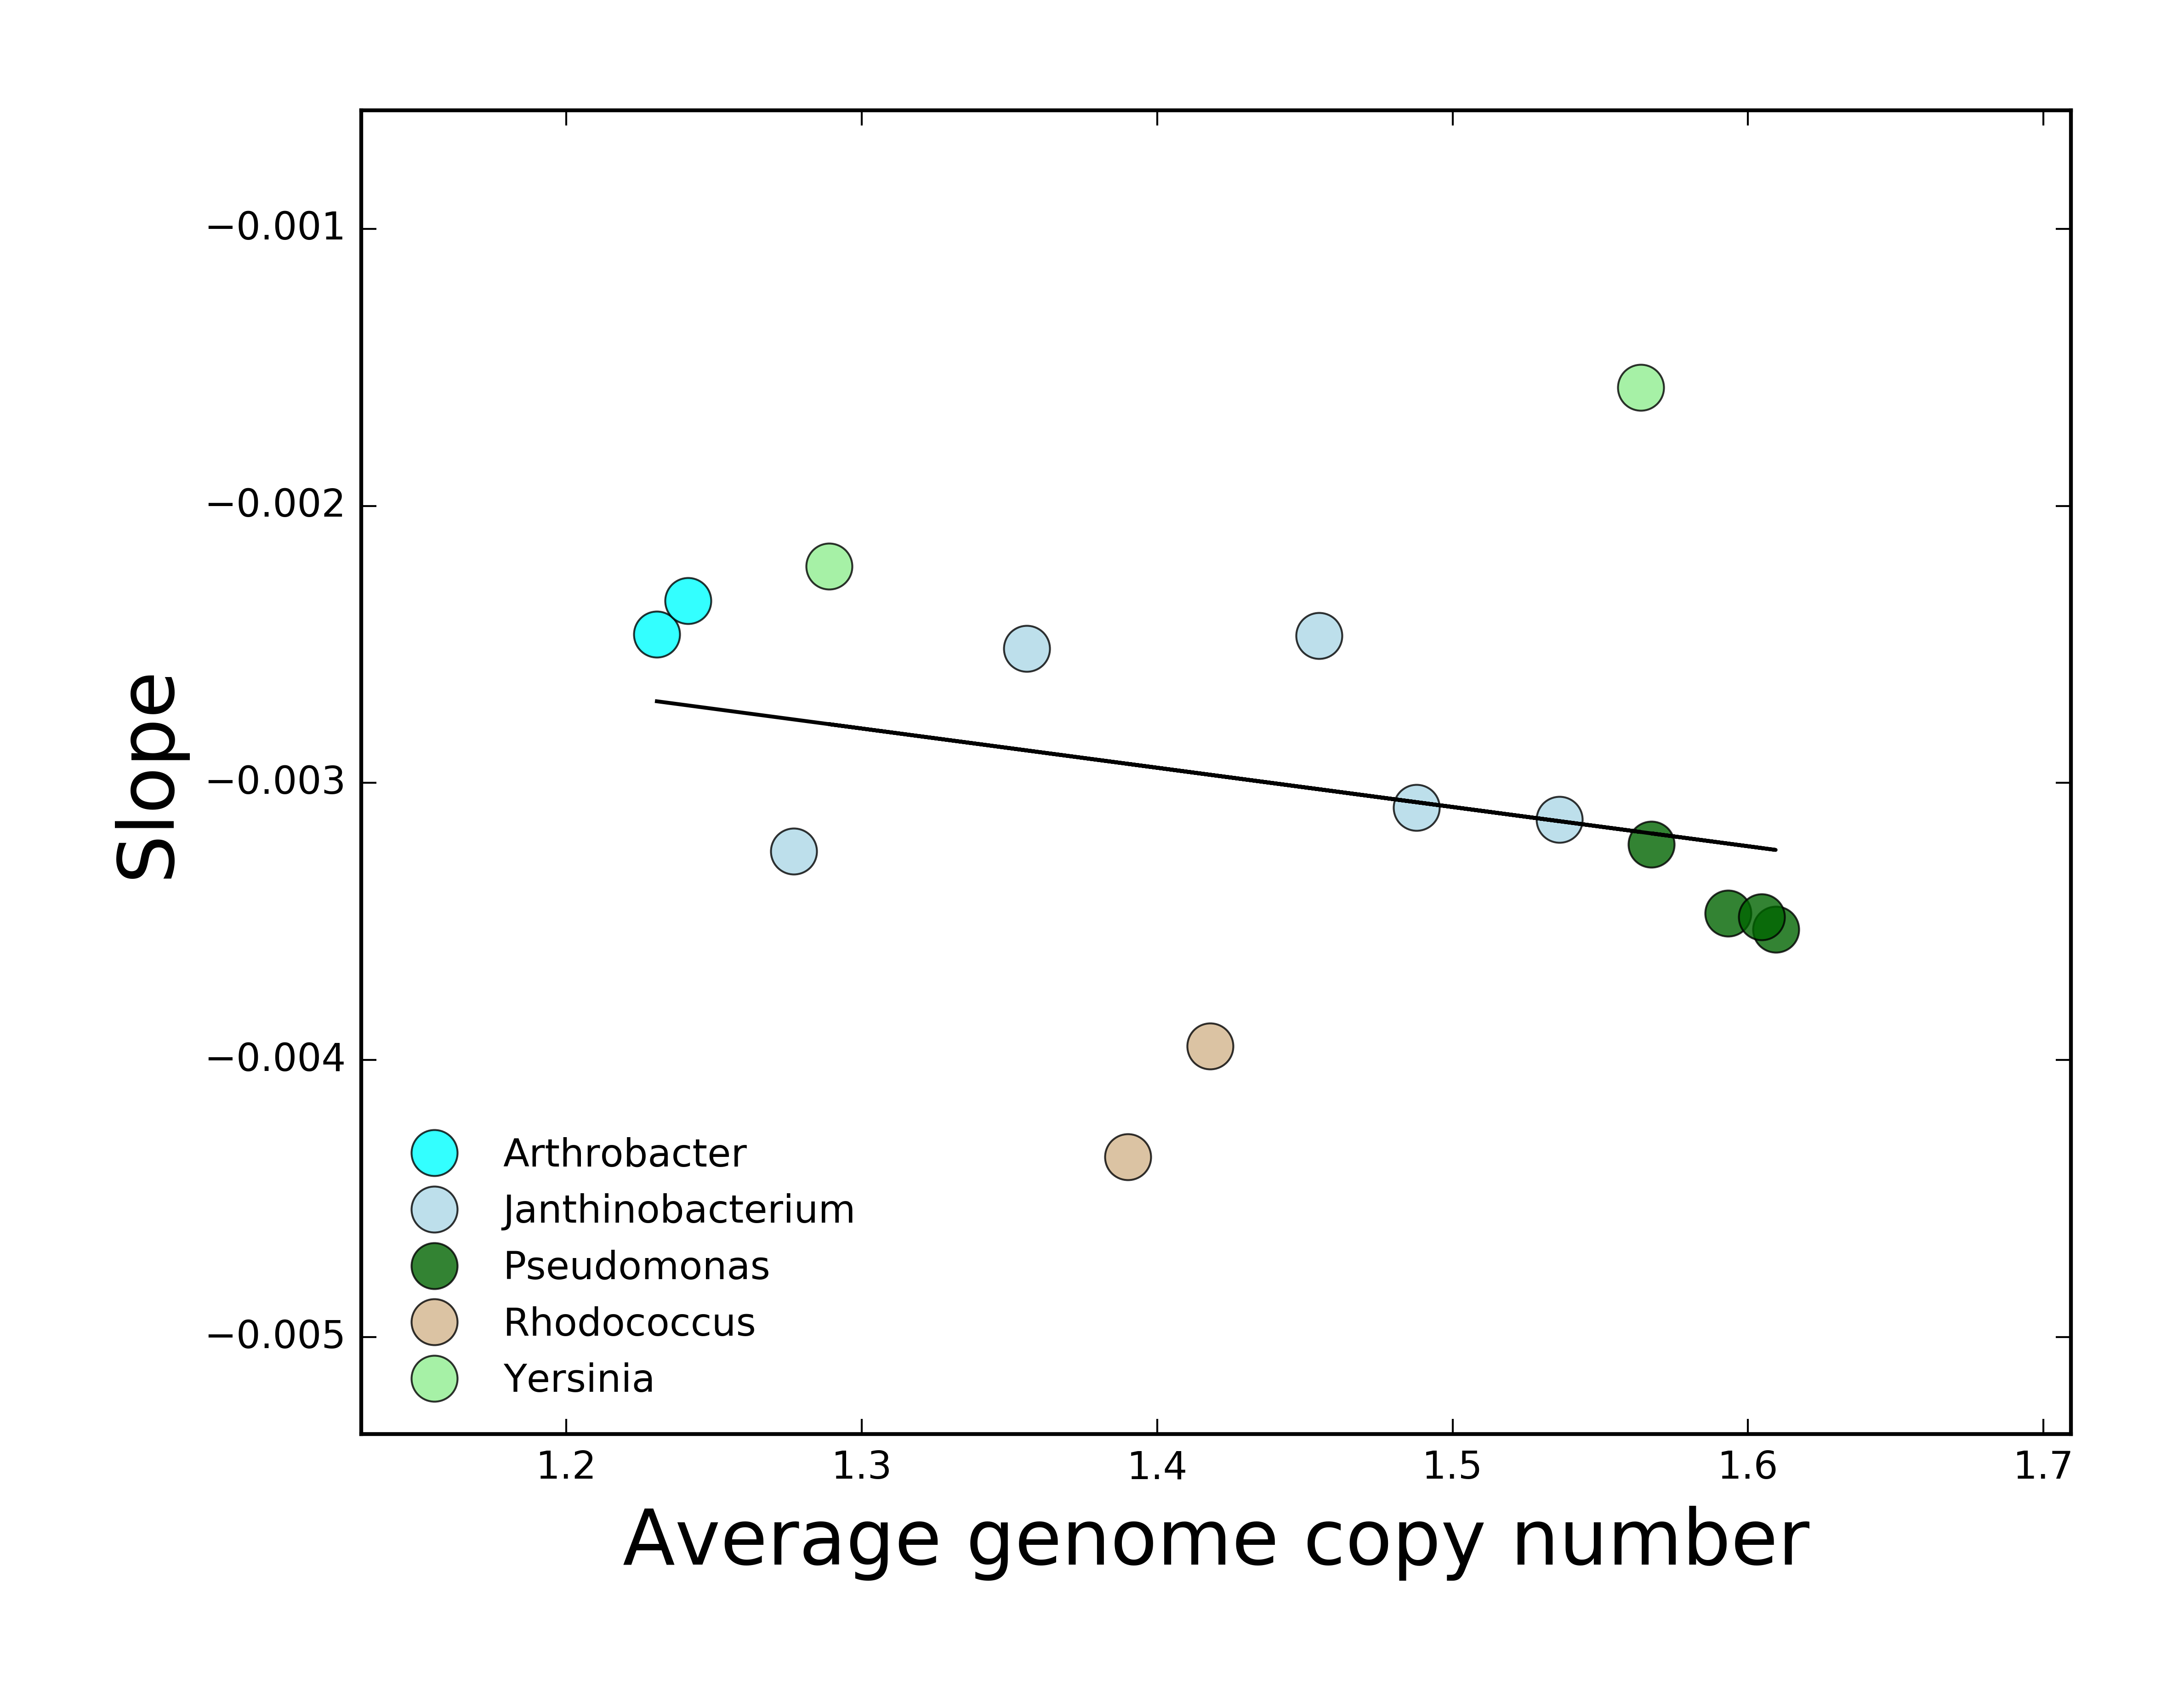 −0.001
−0.002
−0.003
−0.004
−0.005
Slope
Arthrobacter
Janthinobacterium
Pseudomonas
Rhodococcus
Yersinia
1.2 1.3 1.4 1.5 1.6 1.7
Average genome copy number